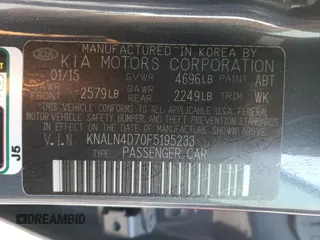 MANUFACTURED IN KOREA BY
KIA KIA MOTORS CORPORATION
01/15 GVWR 4696LB PAINT ABT
GAWR FRONT 2579LB GAWR REAR 2249LB TRIM WK
THIS VEHICLE CONFORMS TO ALL APPLICABLE U.S. FEDERAL MOTOR VEHICLE
SAFETY, BUMPER, AND THEFT PREVENTION STANDARDS
IN EFFECT ON THE DATE OF MANUFACTURE SHOWN ABOVE.
V.I.N KNALN4D70F5195233
TYPE: PASSENGER CAR
J5
DREAMBID
DREAMBID